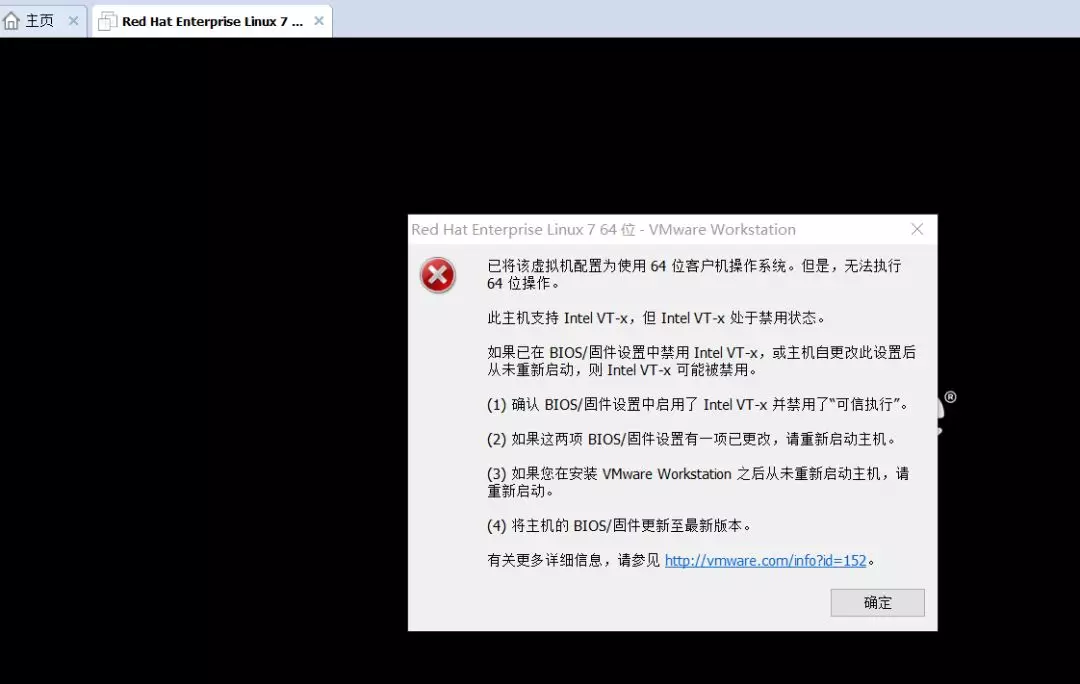 主页
Red Hat Enterprise Linux 7 ...
Red Hat Enterprise Linux 7 64 位 - VMware Workstation
已将该虚拟机配置为使用 64 位客户机操作系统。但是，无法执行
64 位操作。
此主机支持 Intel VT-x，但 Intel VT-x 处于禁用状态。
如果已在 BIOS/固件设置中禁用 Intel VT-x，或主机自更改此设置后
从未重新启动，则 Intel VT-x 可能被禁用。
(1) 确认 BIOS/固件设置中启用了 Intel VT-x 并禁用了“可信执行”。
(2) 如果这两项 BIOS/固件设置有一项已更改，请重新启动主机。
(3) 如果您在安装 VMware Workstation 之后从未重新启动主机，请
重新启动。
(4) 将主机的 BIOS/固件更新至最新版本。
有关更多详细信息，请参见 http://vmware.com/info?id=152。
®
确定